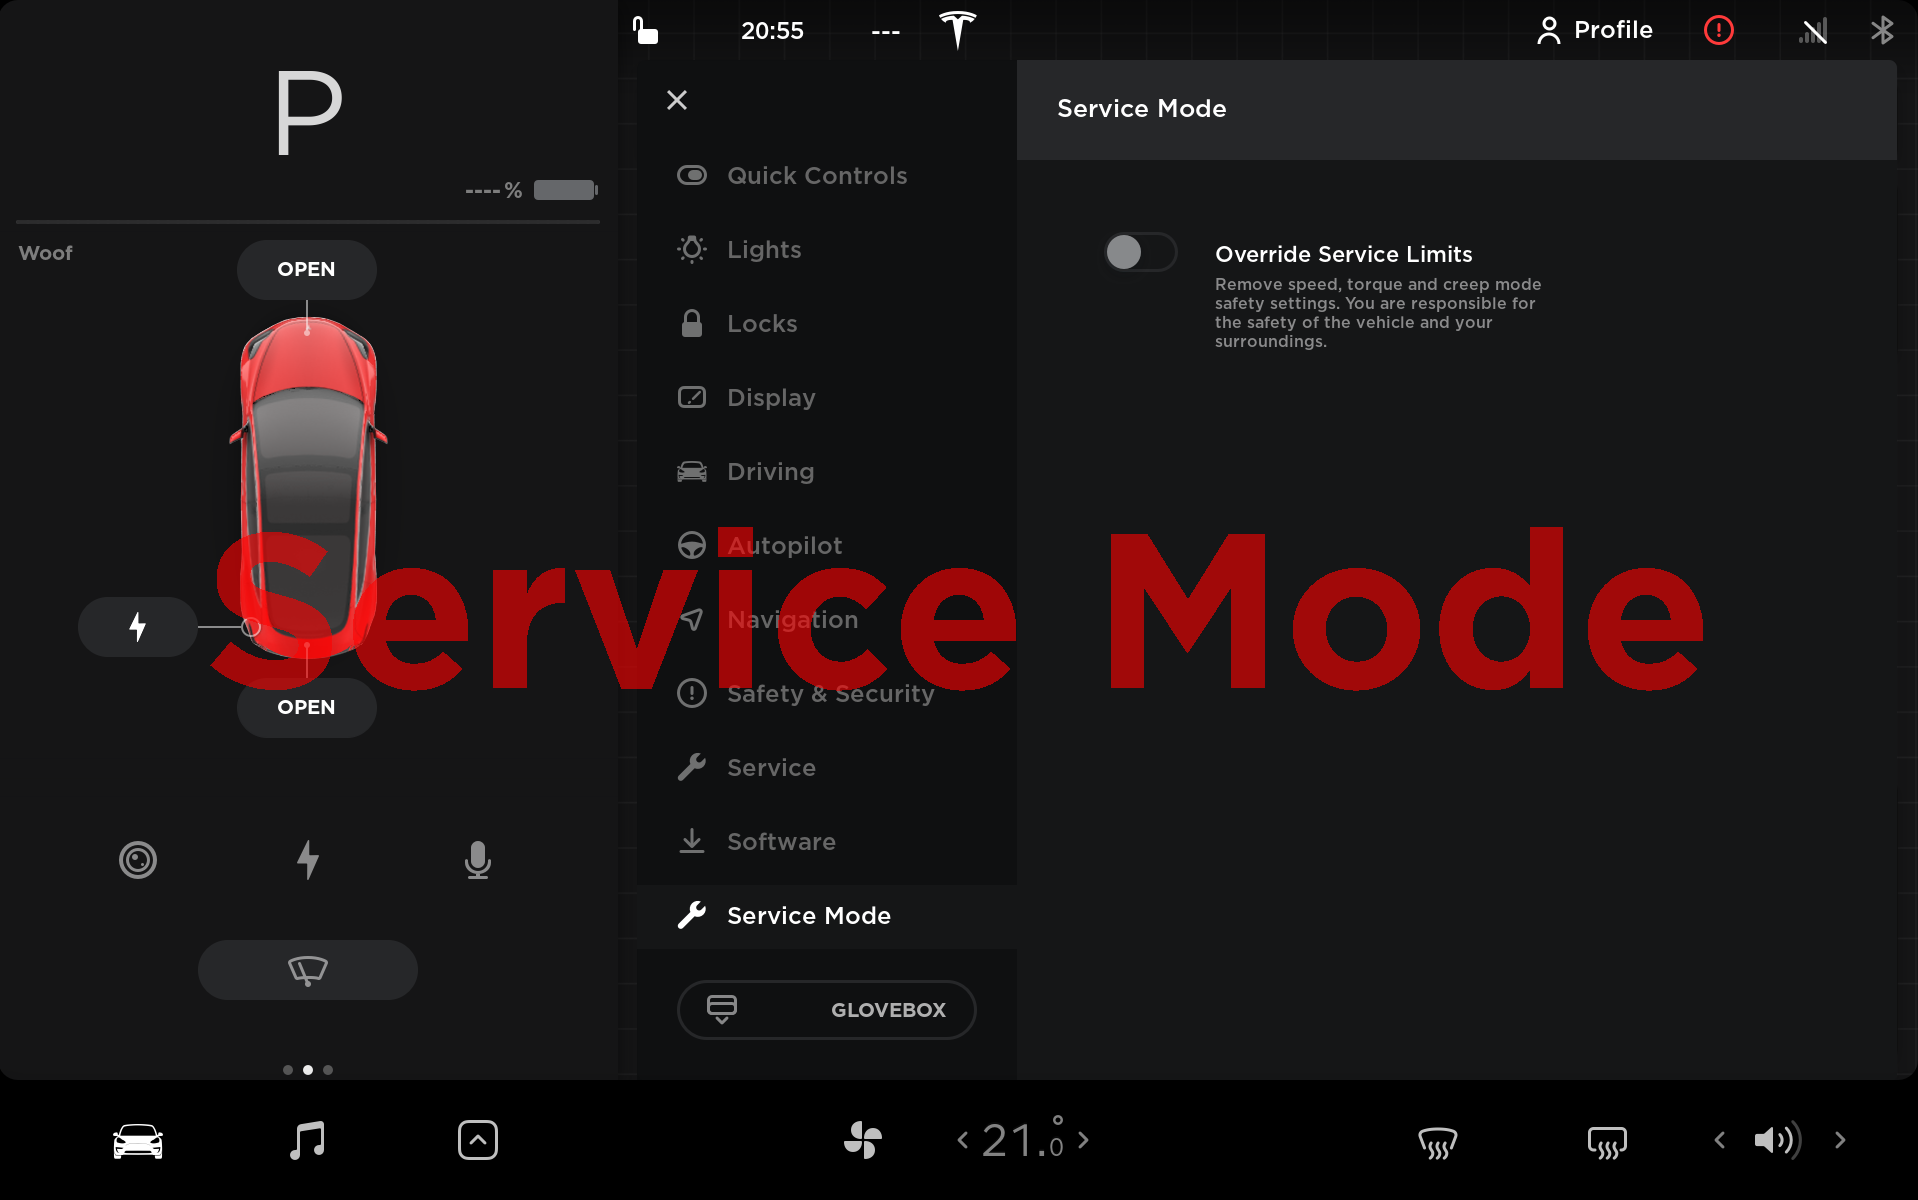 P
20:55
---
Profile
----%
Woof
OPEN
OPEN
Quick Controls
Lights
Locks
Display
Driving
Autopilot
Navigation
Safety & Security
Service
Software
Service Mode
GLOVEBOX
Service Mode
Override Service Limits
Remove speed, torque and creep mode
safety settings. You are responsible for
the safety of the vehicle and your
surroundings.
Service Mode
21.0°